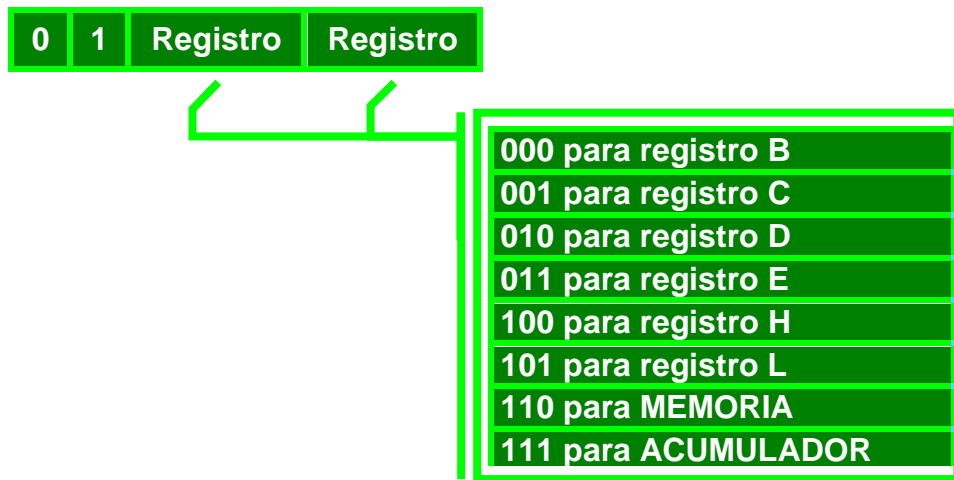 0 1 Registro Registro
000 para registro B
001 para registro C
010 para registro D
011 para registro E
100 para registro H
101 para registro L
110 para MEMORIA
111 para ACUMULADOR